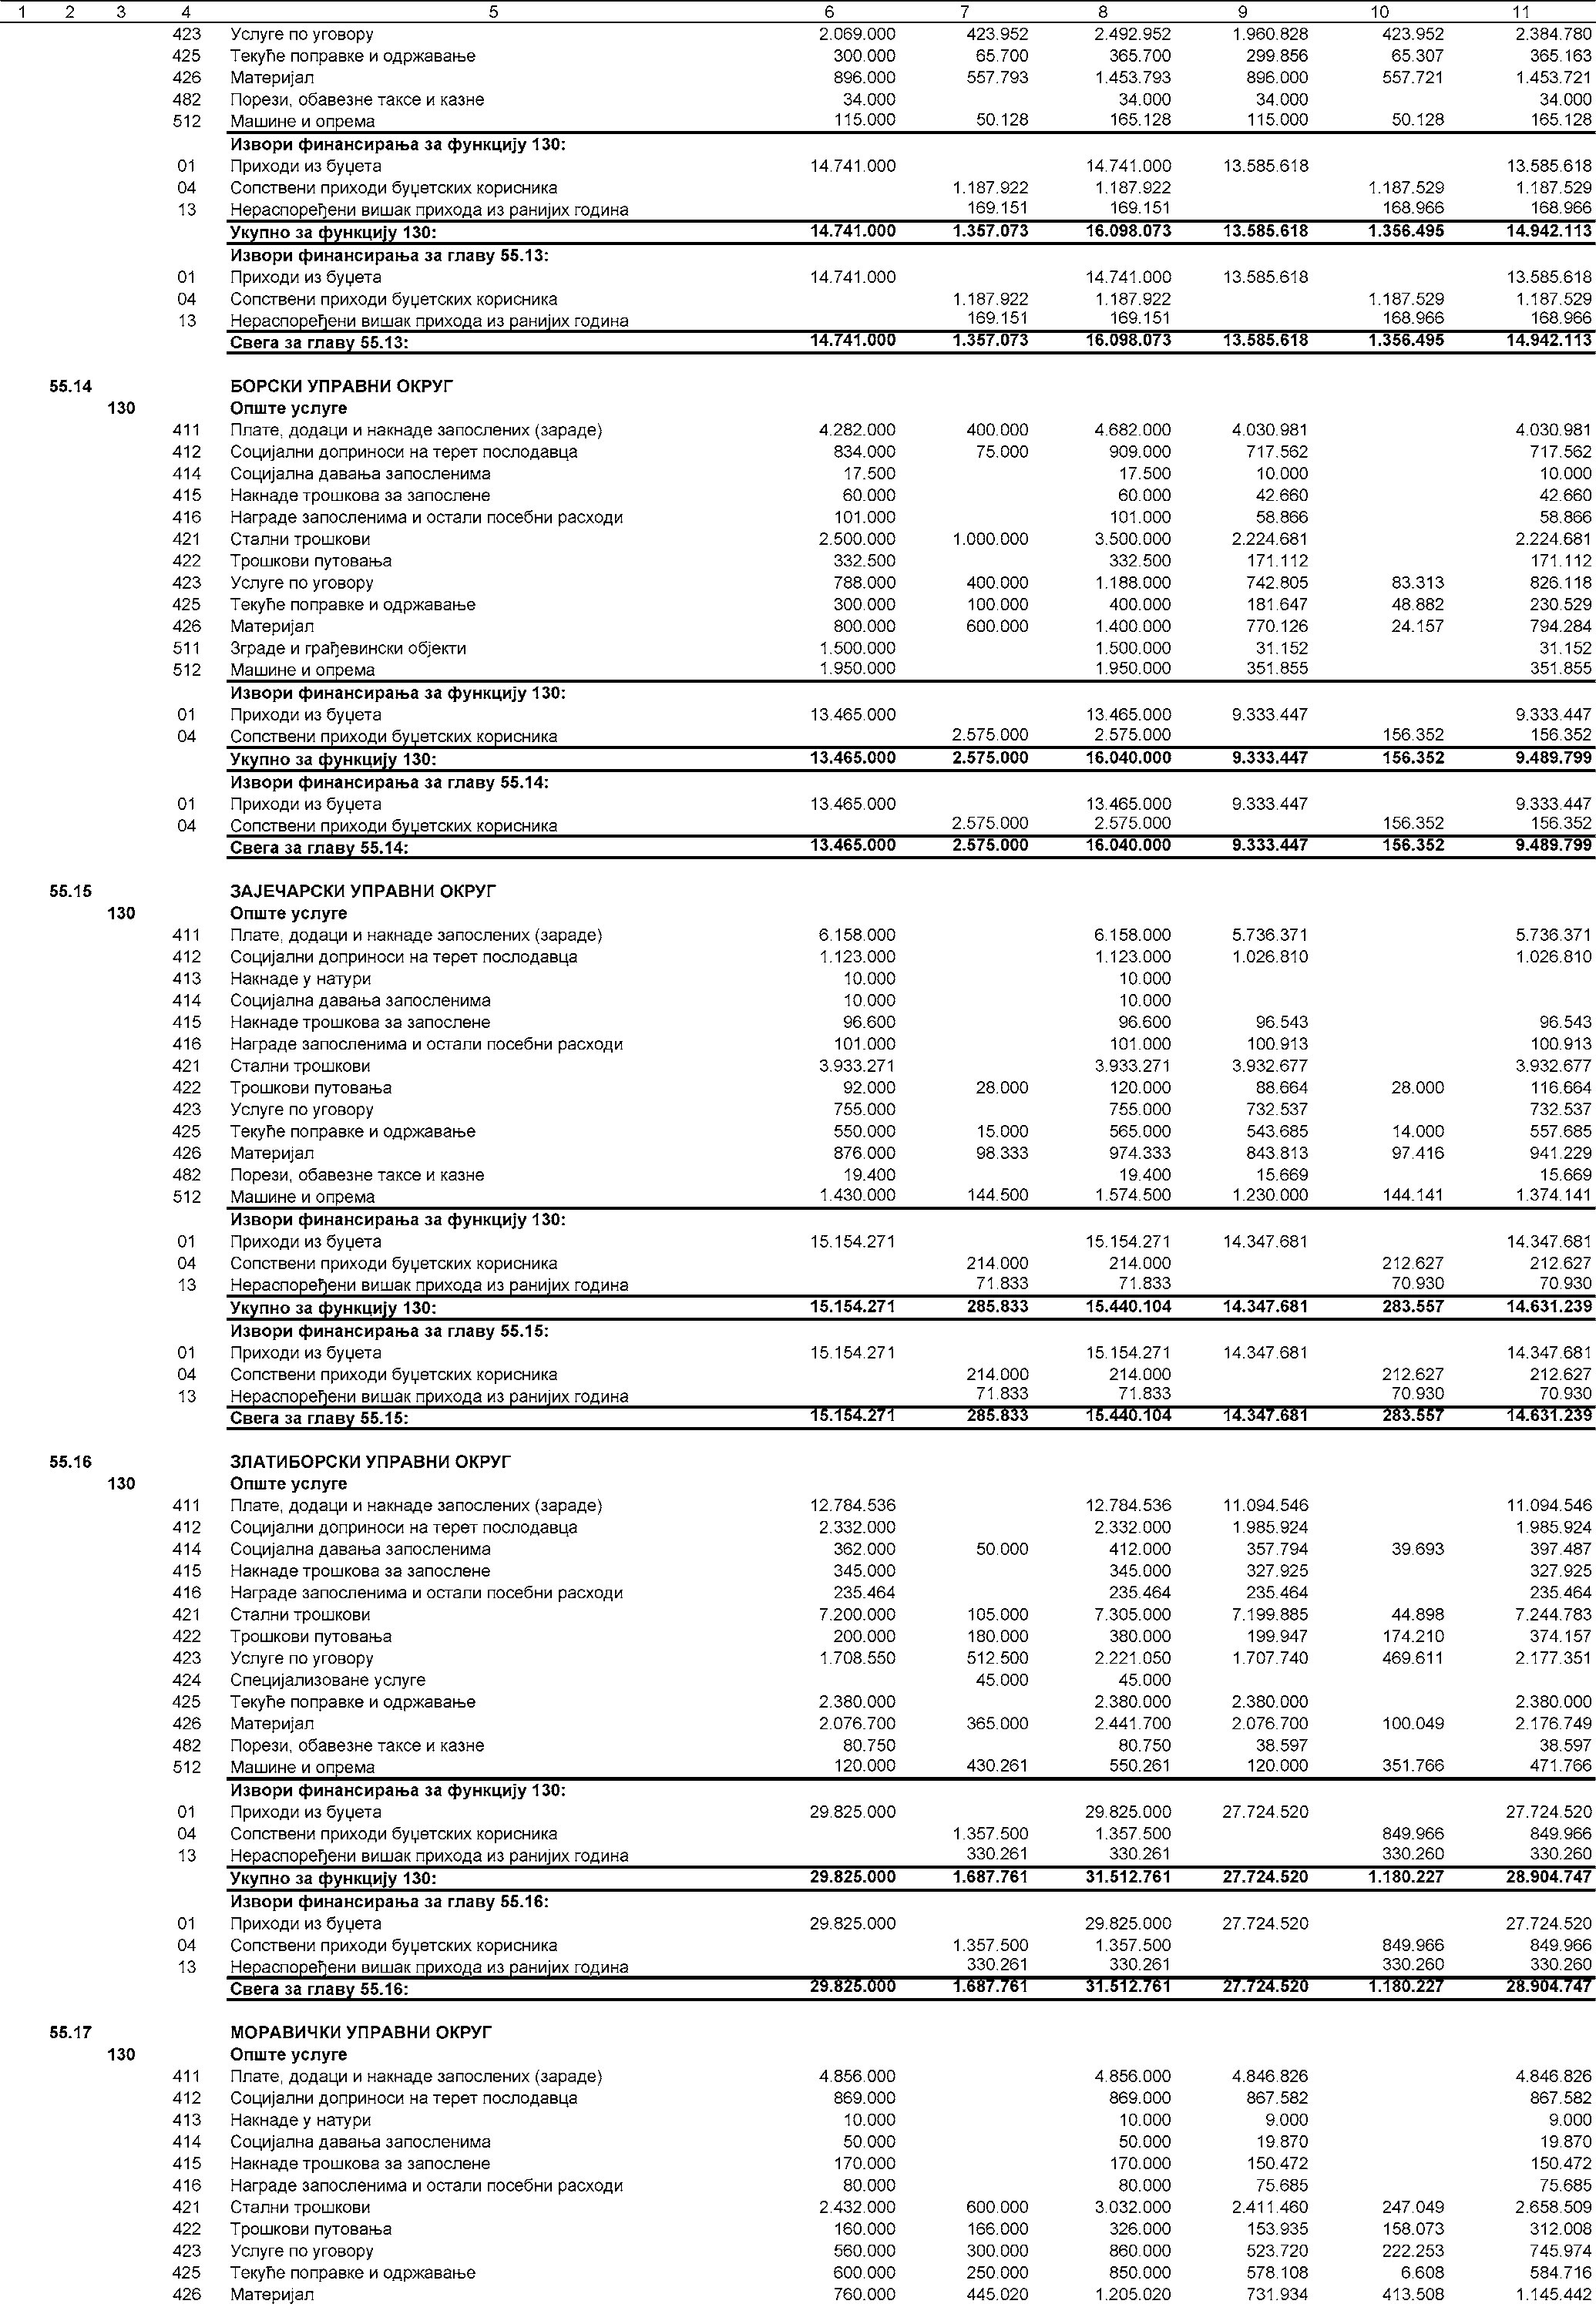 1 2 3 4 5 6 7 8 9 10 11
423 Услуге по уговору 2.069.000 423.952 2.492.952 1.960.828 423.952 2.384.780
425 Текуће поправке и одржавање 300.000 65.700 365.700 299.856 65.307 365.163
426 Материјал 896.000 557.793 1.453.793 896.000 557.721 1.453.721
482 Порези, обавезне таксе и казне 34.000 34.000 34.000 34.000
512 Машине и опрема 115.000 50.128 165.128 115.000 50.128 165.128
Извори финансирања за функцију 130:
01 Приходи из буџета 14.741.000 14.741.000 13.585.618 13.585.618
04 Сопствени приходи буџетских корисника 1.187.922 1.187.922 1.187.529 1.187.529
13 Нераспоређени вишак прихода из ранијих година 169.151 169.151 168.966 168.966
Укупно за функцију 130: 14.741.000 1.357.073 16.098.073 13.585.618 1.356.495 14.942.113
Извори финансирања за главу 55.13:
01 Приходи из буџета 14.741.000 14.741.000 13.585.618 13.585.618
04 Сопствени приходи буџетских корисника 1.187.922 1.187.922 1.187.529 1.187.529
13 Нераспоређени вишак прихода из ранијих година 169.151 169.151 168.966 168.966
Свега за главу 55.13: 14.741.000 1.357.073 16.098.073 13.585.618 1.356.495 14.942.113
55.14 БОРСКИ УПРАВНИ ОКРУГ
130 Опште услуге
411 Плате, додаци и накнаде запослених (зараде) 4.282.000 400.000 4.682.000 4.030.981 4.030.981
412 Социјални доприноси на терет послодавца 834.000 75.000 909.000 717.562 717.562
414 Социјална давања запосленима 17.500 17.500 10.000 10.000
415 Накнаде трошкова за запослене 60.000 60.000 42.660 42.660
416 Награде запосленима и остали посебни расходи 101.000 101.000 58.866 58.866
421 Стални трошкови 2.500.000 1.000.000 3.500.000 2.224.681 2.224.681
422 Трошкови путовања 332.500 332.500 171.112 171.112
423 Услуге по уговору 788.000 400.000 1.188.000 742.805 83.313 826.118
425 Текуће поправке и одржавање 300.000 100.000 400.000 181.647 48.882 230.529
426 Материјал 800.000 600.000 1.400.000 770.126 24.157 794.284
511 Зграде и грађевински објекти 1.500.000 1.500.000 31.152 31.152
512 Машине и опрема 1.950.000 1.950.000 351.855 351.855
Извори финансирања за функцију 130:
01 Приходи из буџета 13.465.000 13.465.000 9.333.447 9.333.447
04 Сопствени приходи буџетских корисника 2.575.000 2.575.000 156.352 156.352
Укупно за функцију 130: 13.465.000 2.575.000 16.040.000 9.333.447 156.352 9.489.799
Извори финансирања за главу 55.14:
01 Приходи из буџета 13.465.000 13.465.000 9.333.447 9.333.447
04 Сопствени приходи буџетских корисника 2.575.000 2.575.000 156.352 156.352
Свега за главу 55.14: 13.465.000 2.575.000 16.040.000 9.333.447 156.352 9.489.799
55.15 ЗАЈЕЧАРСКИ УПРАВНИ ОКРУГ
130 Опште услуге
411 Плате, додаци и накнаде запослених (зараде) 6.158.000 6.158.000 5.736.371 5.736.371
412 Социјални доприноси на терет послодавца 1.123.000 1.123.000 1.026.810 1.026.810
413 Накнаде у натури 10.000 10.000
414 Социјална давања запосленима 10.000 10.000
415 Накнаде трошкова за запослене 96.600 96.600 96.543 96.543
416 Награде запосленима и остали посебни расходи 101.000 101.000 100.913 100.913
421 Стални трошкови 3.933.271 3.933.271 3.932.677 3.932.677
422 Трошкови путовања 92.000 28.000 120.000 88.664 28.000 116.664
423 Услуге по уговору 755.000 755.000 732.537 732.537
425 Текуће поправке и одржавање 550.000 15.000 565.000 543.685 14.000 557.685
426 Материјал 876.000 98.333 974.333 843.813 97.416 941.229
482 Порези, обавезне таксе и казне 19.400 19.400 15.669 15.669
512 Машине и опрема 1.430.000 144.500 1.574.500 1.230.000 144.141 1.374.141
Извори финансирања за функцију 130:
01 Приходи из буџета 15.154.271 15.154.271 14.347.681 14.347.681
04 Сопствени приходи буџетских корисника 214.000 214.000 212.627 212.627
13 Нераспоређени вишак прихода из ранијих година 71.833 71.833 70.930 70.930
Укупно за функцију 130: 15.154.271 285.833 15.440.104 14.347.681 283.557 14.631.239
Извори финансирања за главу 55.15:
01 Приходи из буџета 15.154.271 15.154.271 14.347.681 14.347.681
04 Сопствени приходи буџетских корисника 214.000 214.000 212.627 212.627
13 Нераспоређени вишак прихода из ранијих година 71.833 71.833 70.930 70.930
Свега за главу 55.15: 15.154.271 285.833 15.440.104 14.347.681 283.557 14.631.239
55.16 ЗЛАТИБОРСКИ УПРАВНИ ОКРУГ
130 Опште услуге
411 Плате, додаци и накнаде запослених (зараде) 12.784.536 12.784.536 11.094.546 11.094.546
412 Социјални доприноси на терет послодавца 2.332.000 2.332.000 1.985.924 1.985.924
414 Социјална давања запосленима 362.000 50.000 412.000 357.794 39.693 397.487
415 Накнаде трошкова за запослене 345.000 345.000 327.925 327.925
416 Награде запосленима и остали посебни расходи 235.464 235.464 235.464 235.464
421 Стални трошкови 7.200.000 105.000 7.305.000 7.199.885 44.898 7.244.783
422 Трошкови путовања 200.000 180.000 380.000 199.947 174.210 374.157
423 Услуге по уговору 1.708.550 512.500 2.221.050 1.707.740 469.611 2.177.351
424 Специјализоване услуге 45.000 45.000
425 Текуће поправке и одржавање 2.380.000 2.380.000 2.380.000 2.380.000
426 Материјал 2.076.700 365.000 2.441.700 2.076.700 100.049 2.176.749
482 Порези, обавезне таксе и казне 80.750 80.750 38.597 38.597
512 Машине и опрема 120.000 430.261 550.261 120.000 351.766 471.766
Извори финансирања за функцију 130:
01 Приходи из буџета 29.825.000 29.825.000 27.724.520 27.724.520
04 Сопствени приходи буџетских корисника 1.357.500 1.357.500 849.966 849.966
13 Нераспоређени вишак прихода из ранијих година 330.261 330.261 330.260 330.260
Укупно за функцију 130: 29.825.000 1.687.761 31.512.761 27.724.520 1.180.227 28.904.747
Извори финансирања за главу 55.16:
01 Приходи из буџета 29.825.000 29.825.000 27.724.520 27.724.520
04 Сопствени приходи буџетских корисника 1.357.500 1.357.500 849.966 849.966
13 Нераспоређени вишак прихода из ранијих година 330.261 330.261 330.260 330.260
Свега за главу 55.16: 29.825.000 1.687.761 31.512.761 27.724.520 1.180.227 28.904.747
55.17 МОРАВИЧКИ УПРАВНИ ОКРУГ
130 Опште услуге
411 Плате, додаци и накнаде запослених (зараде) 4.856.000 4.856.000 4.846.826 4.846.826
412 Социјални доприноси на терет послодавца 869.000 869.000 867.582 867.582
413 Накнаде у натури 10.000 10.000 9.000 9.000
414 Социјална давања запосленима 50.000 50.000 19.870 19.870
415 Накнаде трошкова за запослене 170.000 170.000 150.472 150.472
416 Награде запосленима и остали посебни расходи 80.000 80.000 75.685 75.685
421 Стални трошкови 2.432.000 600.000 3.032.000 2.411.460 247.049 2.658.509
422 Трошкови путовања 160.000 166.000 326.000 153.935 158.073 312.008
423 Услуге по уговору 560.000 300.000 860.000 523.720 222.253 745.974
425 Текуће поправке и одржавање 600.000 250.000 850.000 578.108 6.608 584.716
426 Материјал 760.000 445.020 1.205.020 731.934 413.508 1.145.442